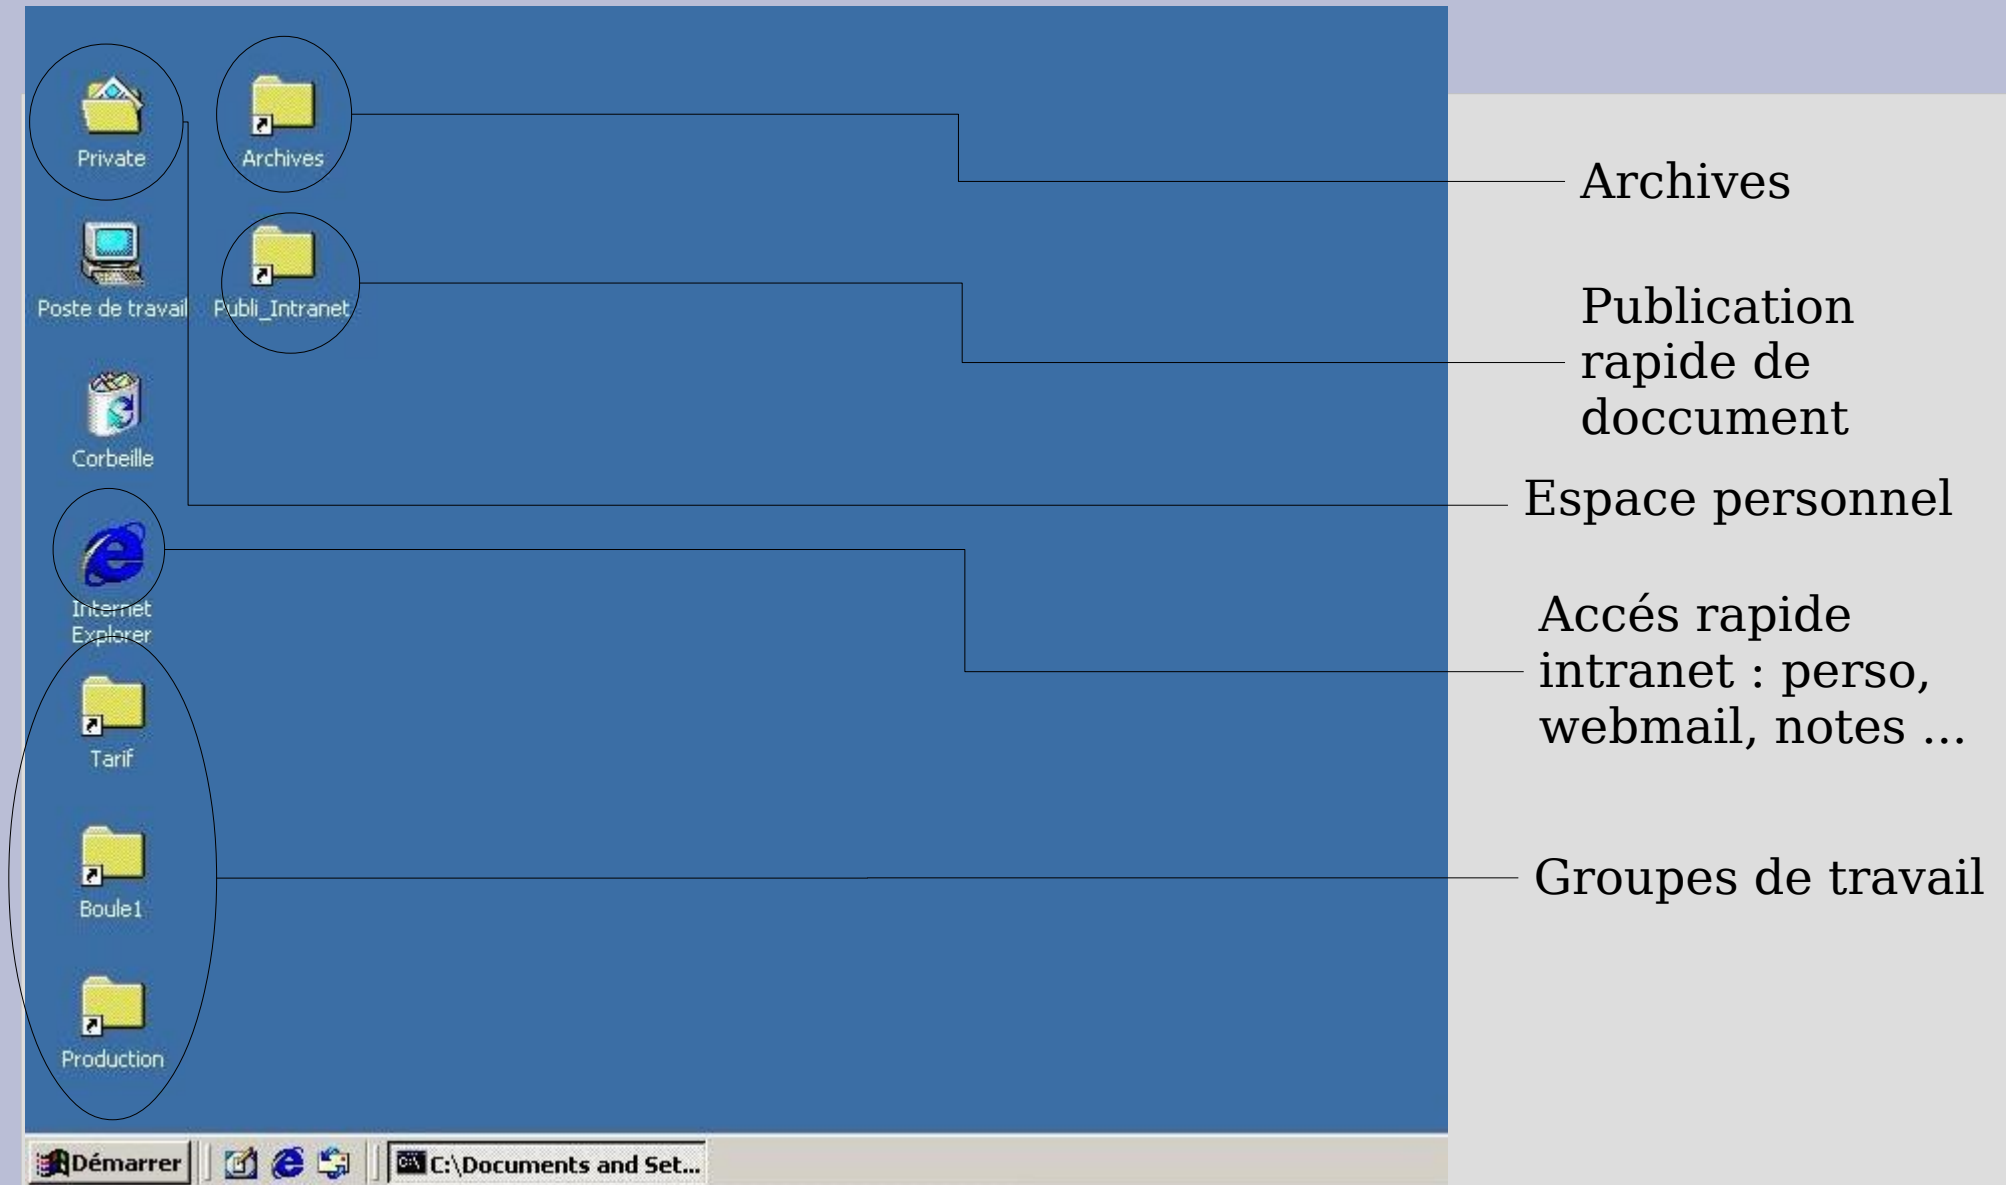 Private
Archives
Poste de travail
Publi_Intranet
Corbeille
Internet
Explorer
Tarif
Boule1
Production
Démarrer
C:\Documents and Set...
Archives
Publication
rapide de
doccument
Espace personnel
Accés rapide
intranet : perso,
webmail, notes ...
Groupes de travail